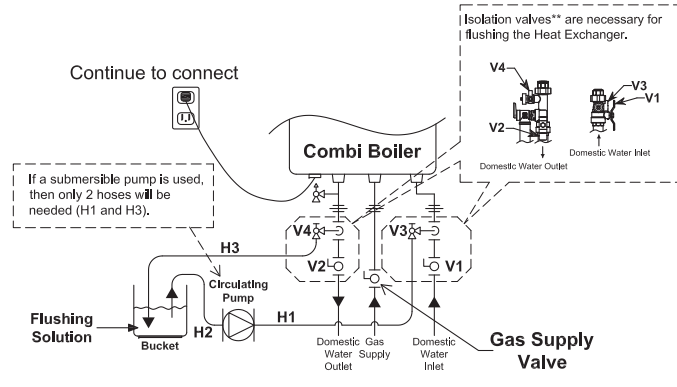 Isolation valves** are necessary for
flushing the Heat Exchanger.
V4
V3
V1
V2
Domestic Water Outlet
Domestic Water Inlet
Continue to connect
Combi Boiler
If a submersible pump is used,
then only 2 hoses will be
needed (H1 and H3).
V4
V3
H3
V2
V1
Circulating
Pump
Flushing
Solution
H2
H1
Bucket
Domestic
Water
Outlet
Gas
Supply
Domestic
Water
Inlet
Gas Supply
Valve